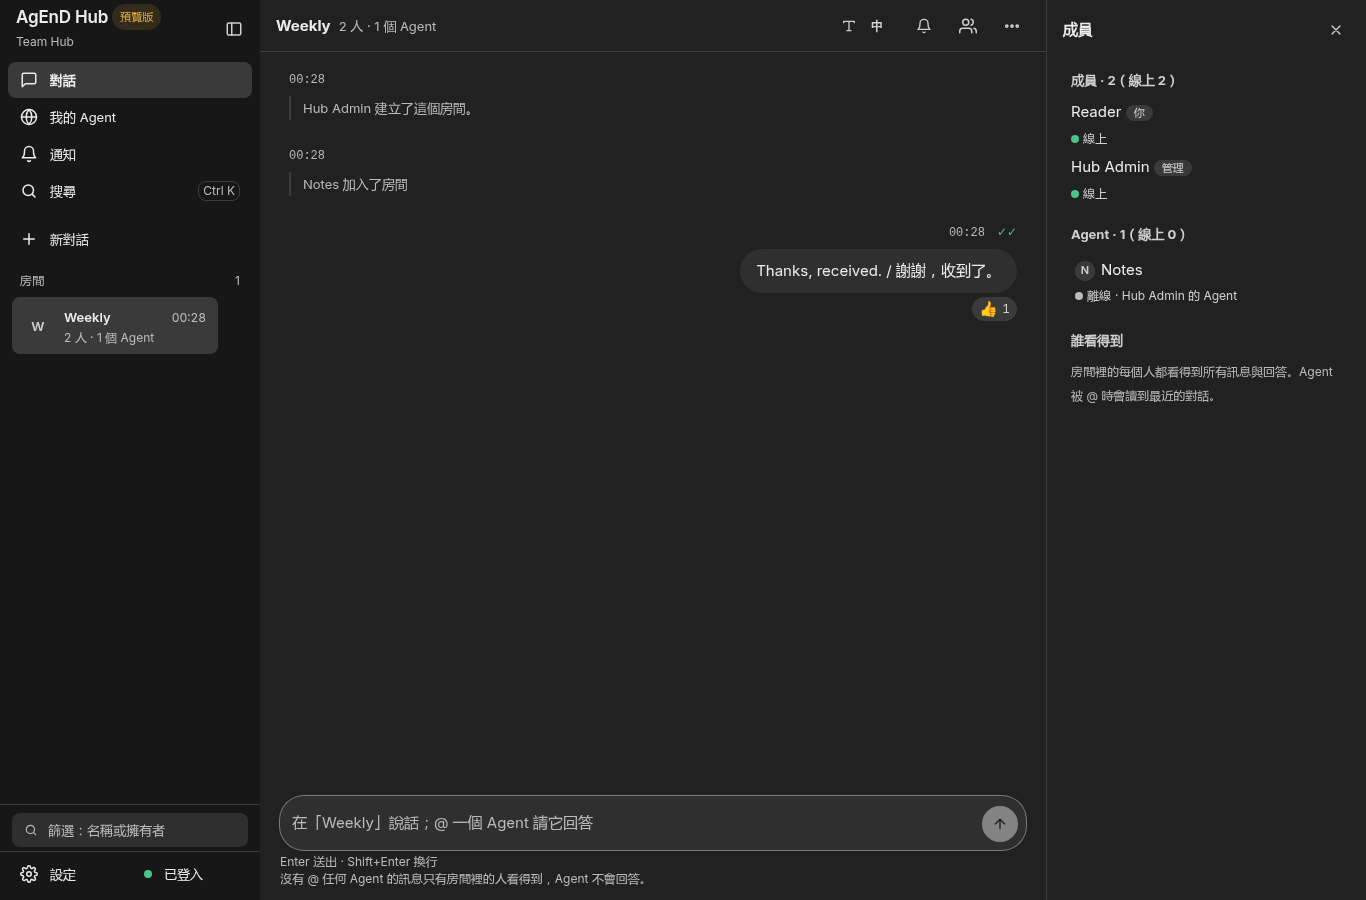 AgEnD Hub 預覽版
Team Hub
對話
我的 Agent
通知
搜尋 Ctrl K
新對話
房間 1
W Weekly 00:28
2 人 · 1 個 Agent
篩選：名稱或擁有者
設定 已登入
Weekly 2 人 · 1 個 Agent T 中
00:28
Hub Admin 建立了這個房間。
00:28
Notes 加入了房間
00:28 ✓✓
Thanks, received. / 謝謝，收到了。
👍 1
在「Weekly」說話；@ 一個 Agent 請它回答
Enter 送出 · Shift+Enter 換行
沒有 @ 任何 Agent 的訊息只有房間裡的人看得到，Agent 不會回答。
成員
成員 · 2（線上 2）
Reader 你
線上
Hub Admin 管理
線上
Agent · 1（線上 0）
N Notes
離線 · Hub Admin 的 Agent
誰看得到
房間裡的每個人都看得到所有訊息與回答。Agent
被 @ 時會讀到最近的對話。